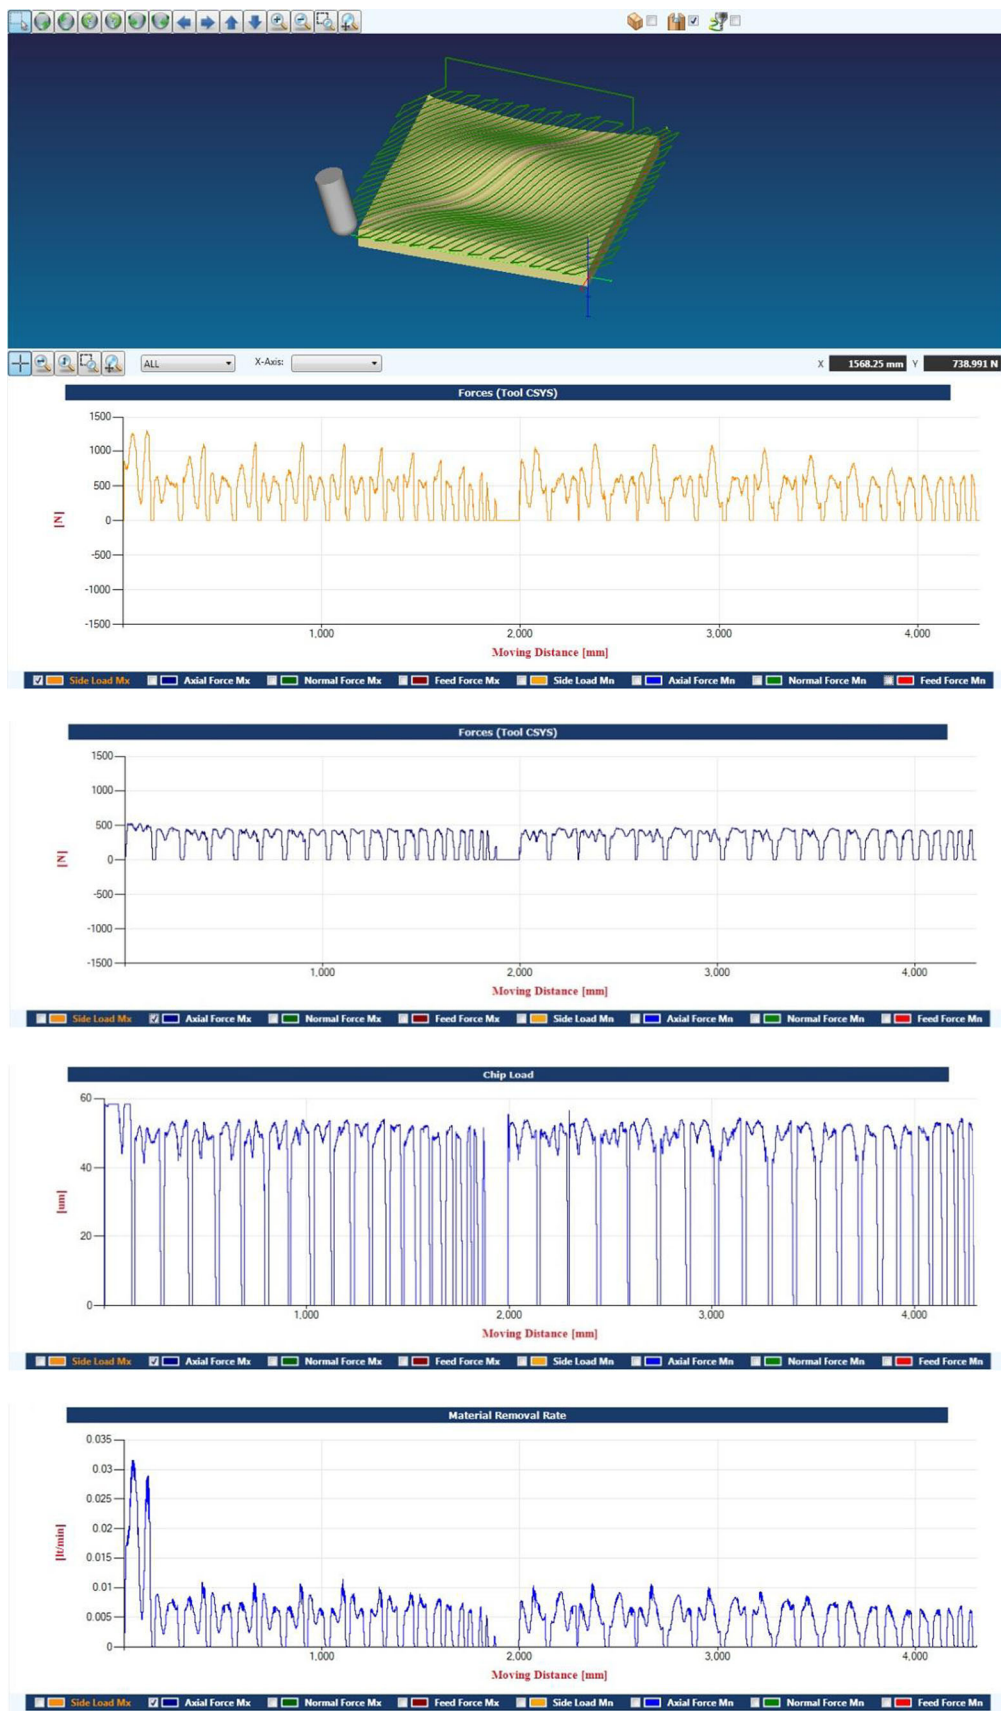 ALL X-Axis: X 1568.25 mm Y 738.991 N
Forces (Tool CSYS)
1500
1000
500
0
-500
-1000
-1500
[N]
1,000 2,000 3,000 4,000
Moving Distance [mm]
Side Load Mx Axial Force Mx Normal Force Mx Feed Force Mx Side Load Mn Axial Force Mn Normal Force Mn Feed Force Mn
Forces (Tool CSYS)
1500
1000
500
0
-500
-1000
-1500
[N]
1,000 2,000 3,000 4,000
Moving Distance [mm]
Side Load Mx Axial Force Mx Normal Force Mx Feed Force Mx Side Load Mn Axial Force Mn Normal Force Mn Feed Force Mn
Chip Load
60
40
20
0
[um]
1,000 2,000 3,000 4,000
Moving Distance [mm]
Side Load Mx Axial Force Mx Normal Force Mx Feed Force Mx Side Load Mn Axial Force Mn Normal Force Mn Feed Force Mn
Material Removal Rate
0.035
0.03
0.025
0.02
0.015
0.01
0.005
0
[lt/min]
1,000 2,000 3,000 4,000
Moving Distance [mm]
Side Load Mx Axial Force Mx Normal Force Mx Feed Force Mx Side Load Mn Axial Force Mn Normal Force Mn Feed Force Mn